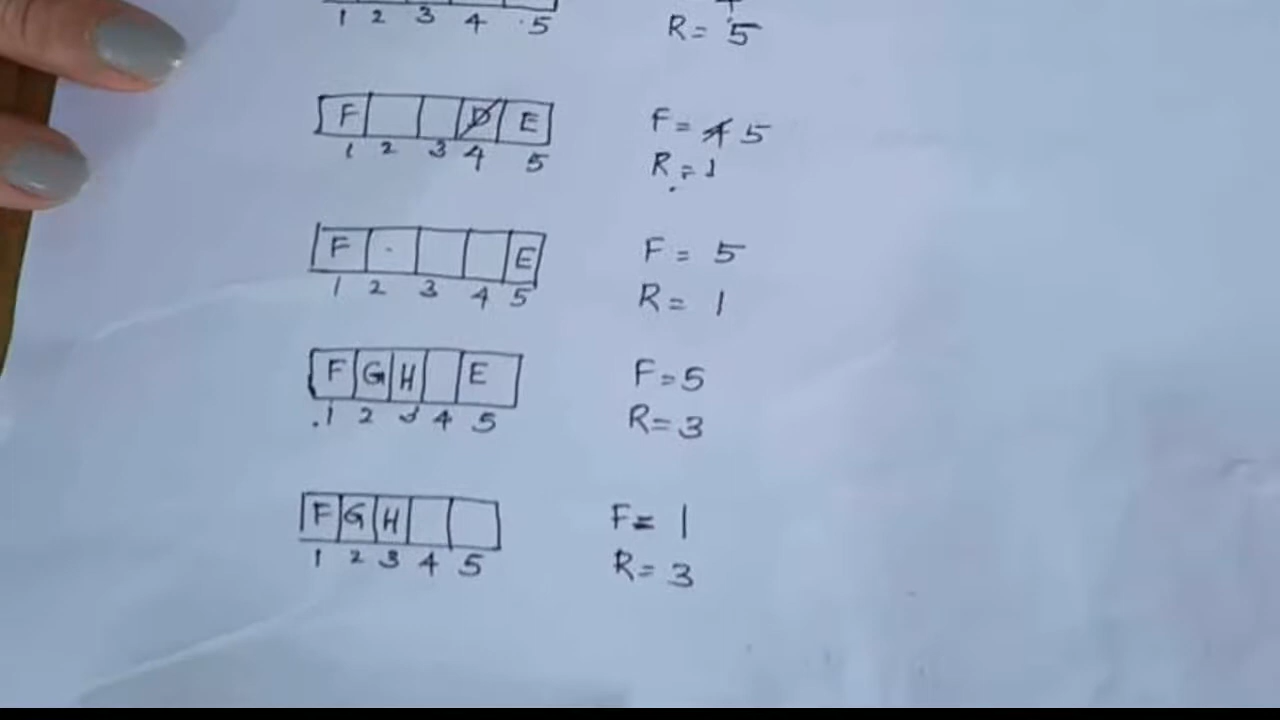 1 2 3 4 5
R= 5
F D E F= 4 5
1 2 3 4 5 R= 1
F E F= 5
1 2 3 4 5 R= 1
F G H E F=5
1 2 3 4 5 R=3
F G H F= 1
1 2 3 4 5 R= 3